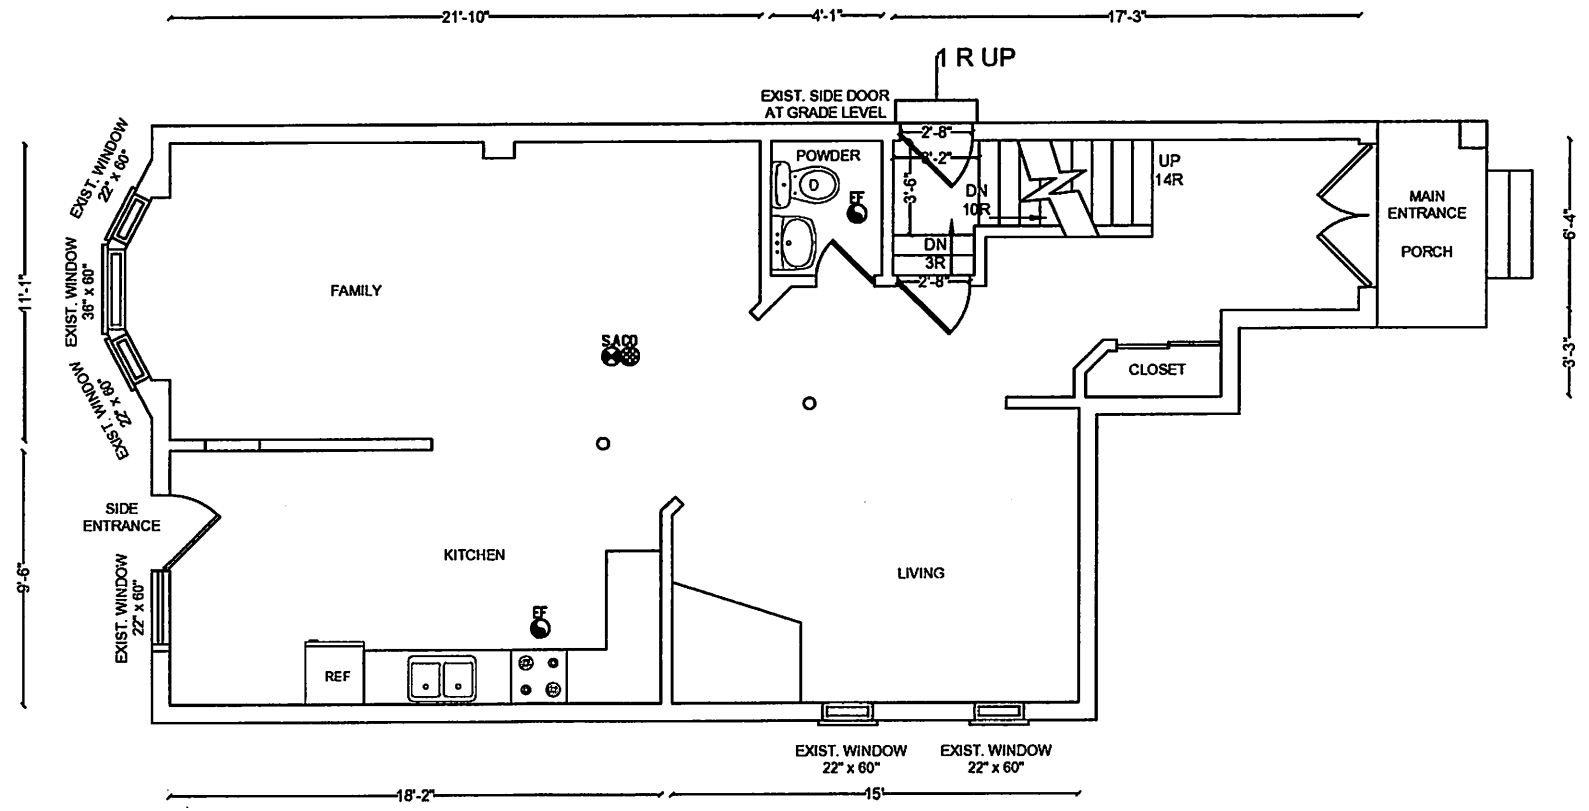 21'-10"
4'-1"
17'-3"
1 R UP
EXIST. SIDE DOOR
AT GRADE LEVEL
2'-8"
3'-2"
3'-6"
POWDER
EF
DN
10R
UP
14R
DN
3R
2'-8"
MAIN
ENTRANCE
PORCH
6'-4"
3'-3"
EXIST. WINDOW
22" x 60"
EXIST. WINDOW
36" x 60"
EXIST. WINDOW
22" x 60"
11'-1"
FAMILY
S.A CO
CLOSET
SIDE
ENTRANCE
KITCHEN
LIVING
9'-6"
EXIST. WINDOW
22" x 60"
EF
REF
EXIST. WINDOW
22" x 60"
EXIST. WINDOW
22" x 60"
18'-2"
15'